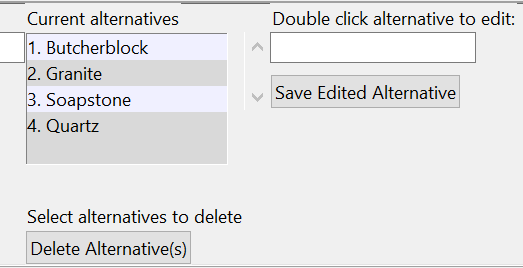 Current alternatives
1. Butcherblock
2. Granite
3. Soapstone
4. Quartz
Double click alternative to edit:
Save Edited Alternative
Select alternatives to delete
Delete Alternative(s)